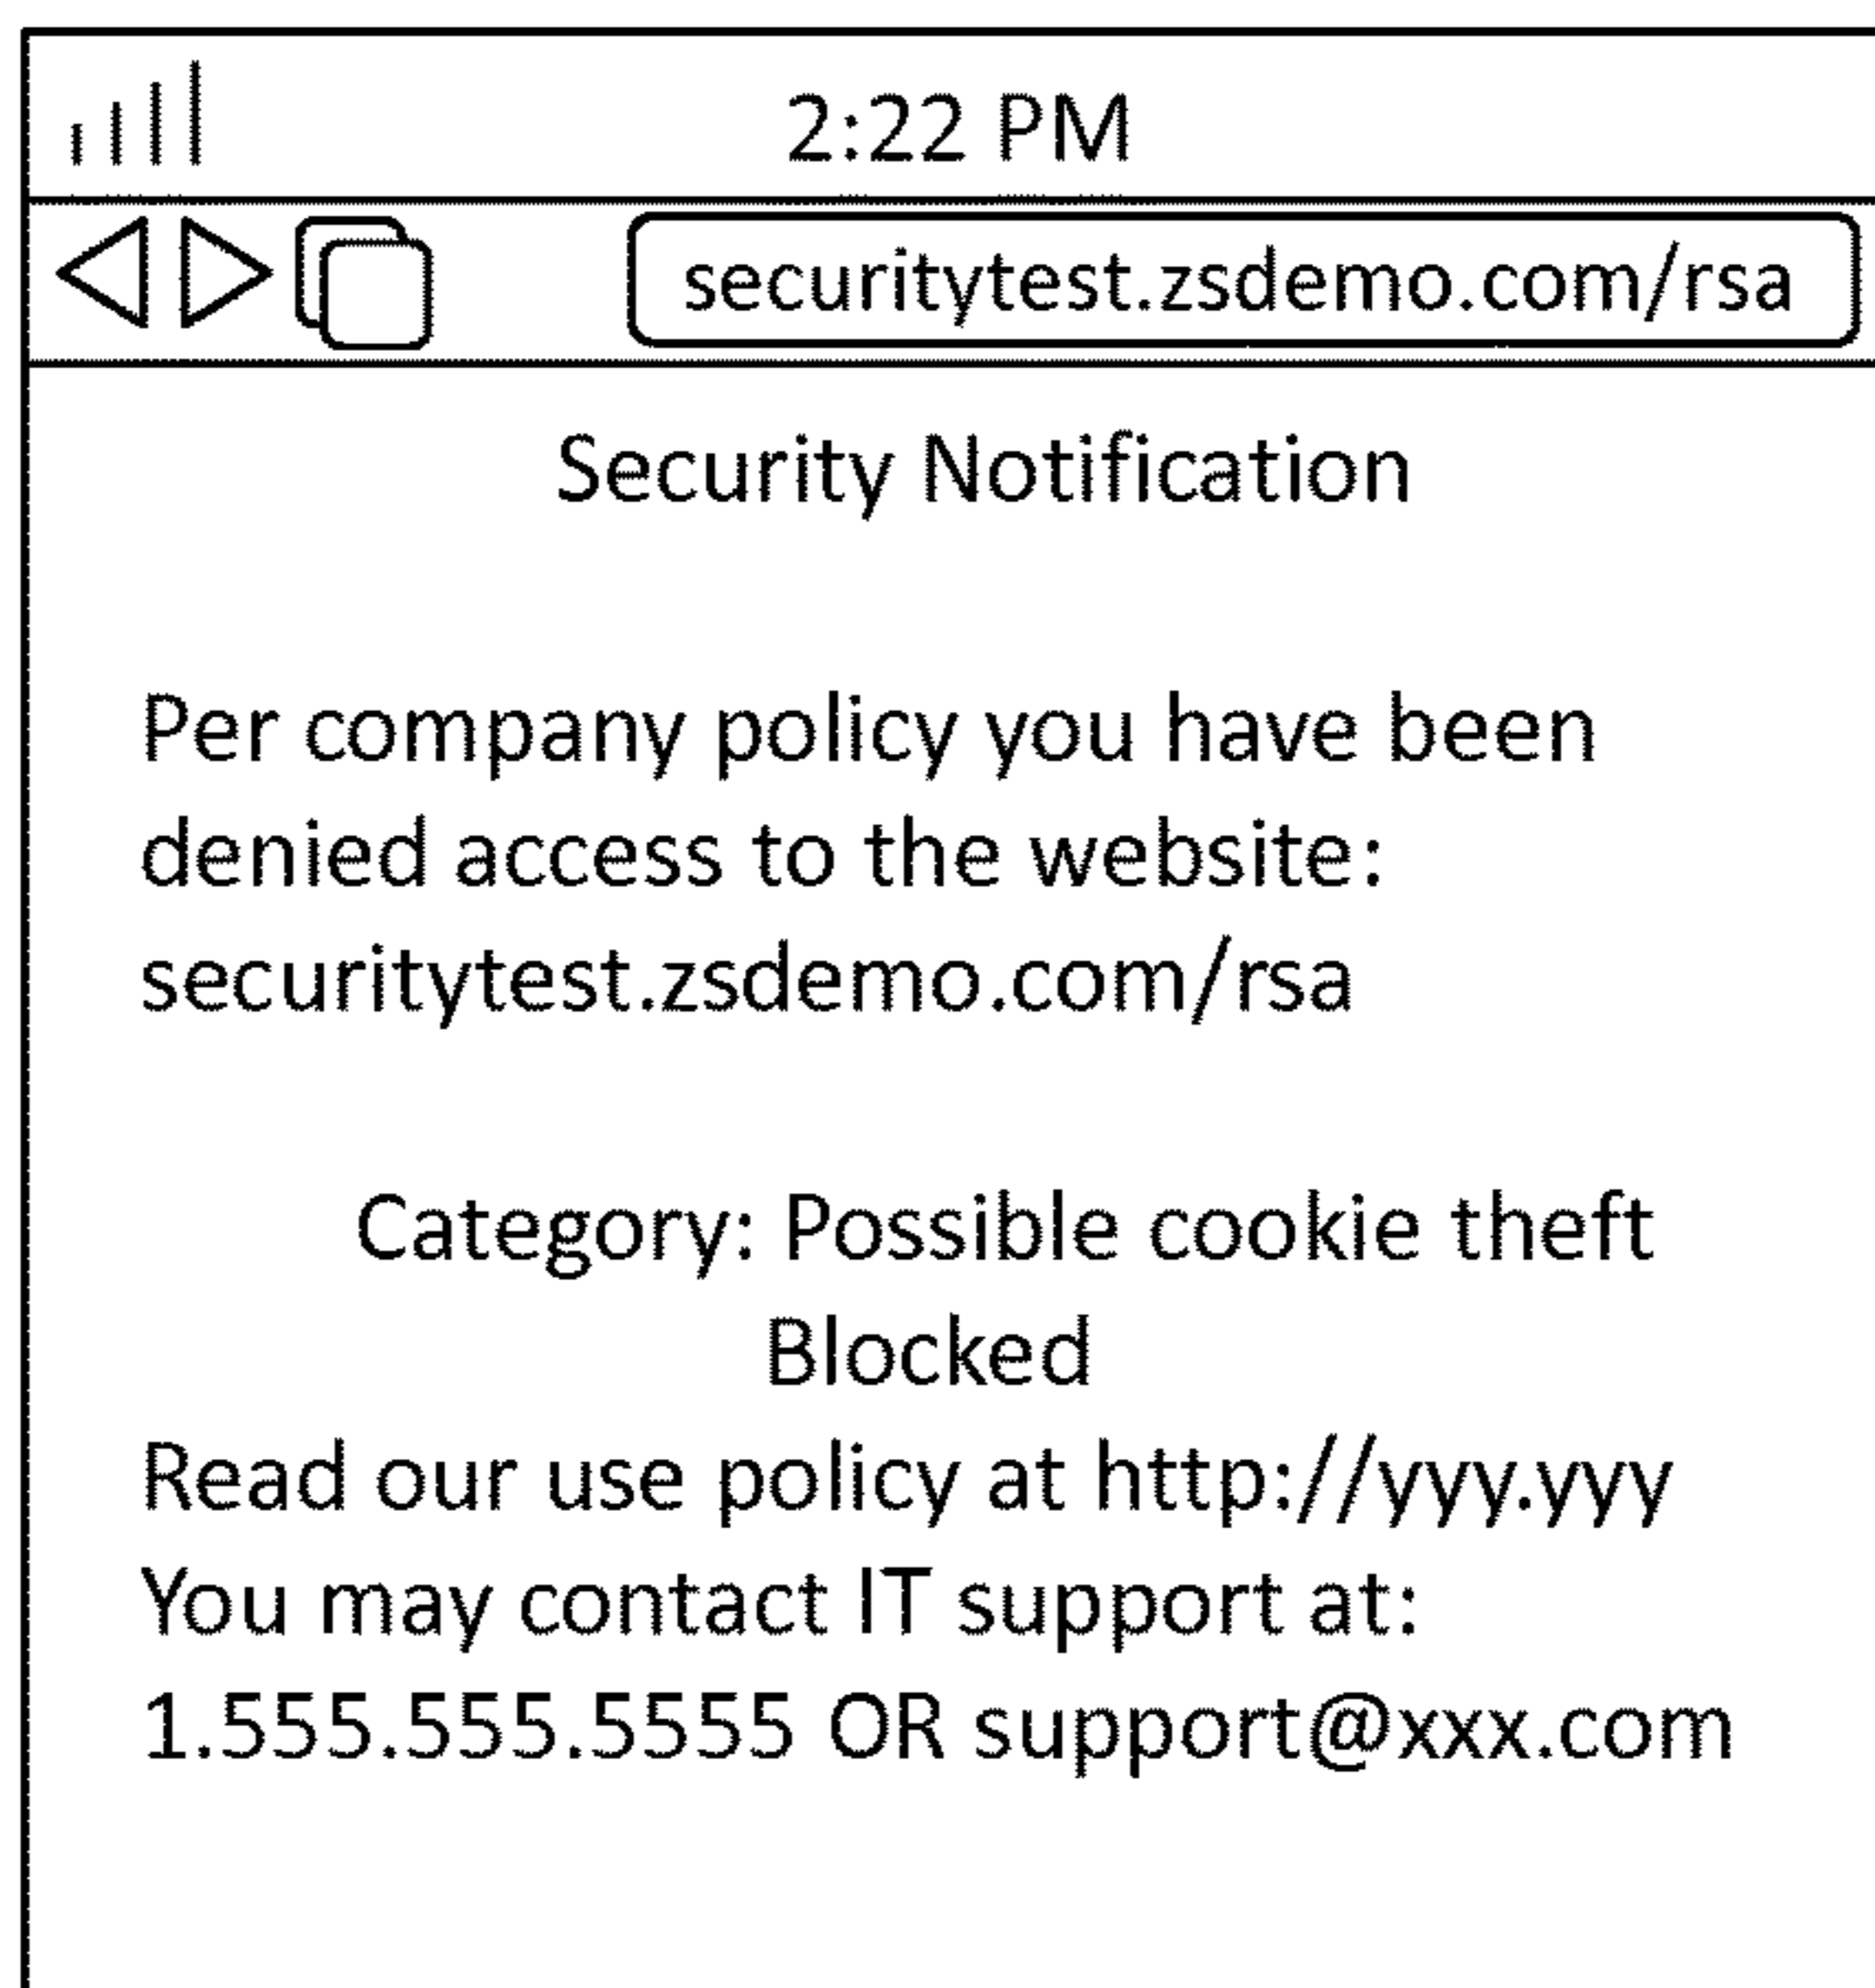 2:22 PM
securitytest.zsdemo.com/rsa
Security Notification
Per company policy you have been
denied access to the website:
securitytest.zsdemo.com/rsa
Category: Possible cookie theft
Blocked
Read our use policy at http://yyy.yyy
You may contact IT support at:
1.555.555.5555 OR support@xxx.com